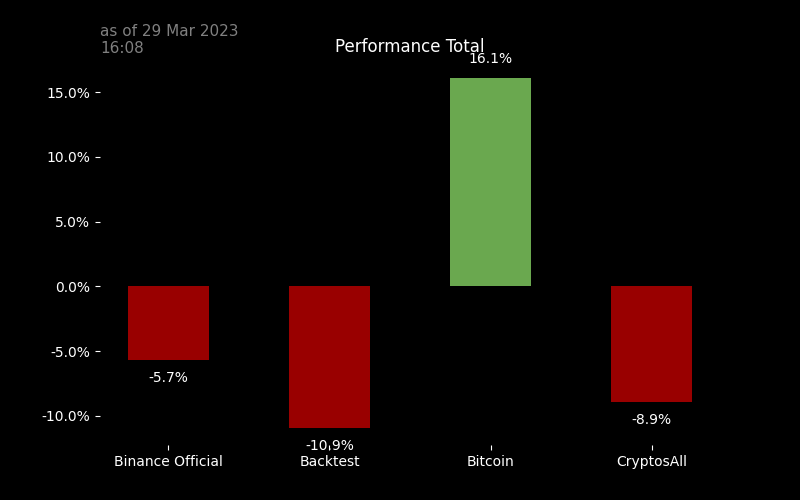 as of 29 Mar 2023
16:08
Performance Total
16.1%
15.0%
10.0%
5.0%
0.0%
-5.0%
-5.7%
-10.0%
-8.9%
-10.9%
Binance Official
Backtest
Bitcoin
CryptosAll